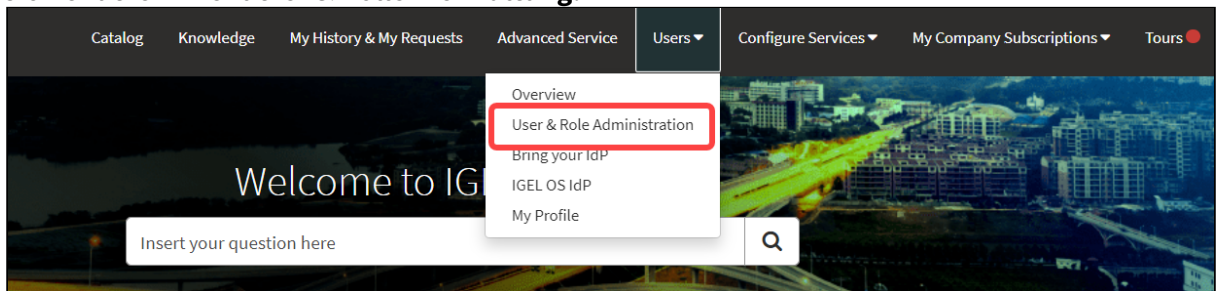 Catalog Knowledge My History & My Requests Advanced Service Users Configure Services My Company Subscriptions Tours
Overview
User & Role Administration
Bring your IdP
IGEL OS IdP
My Profile
Welcome to IG
Insert your question here